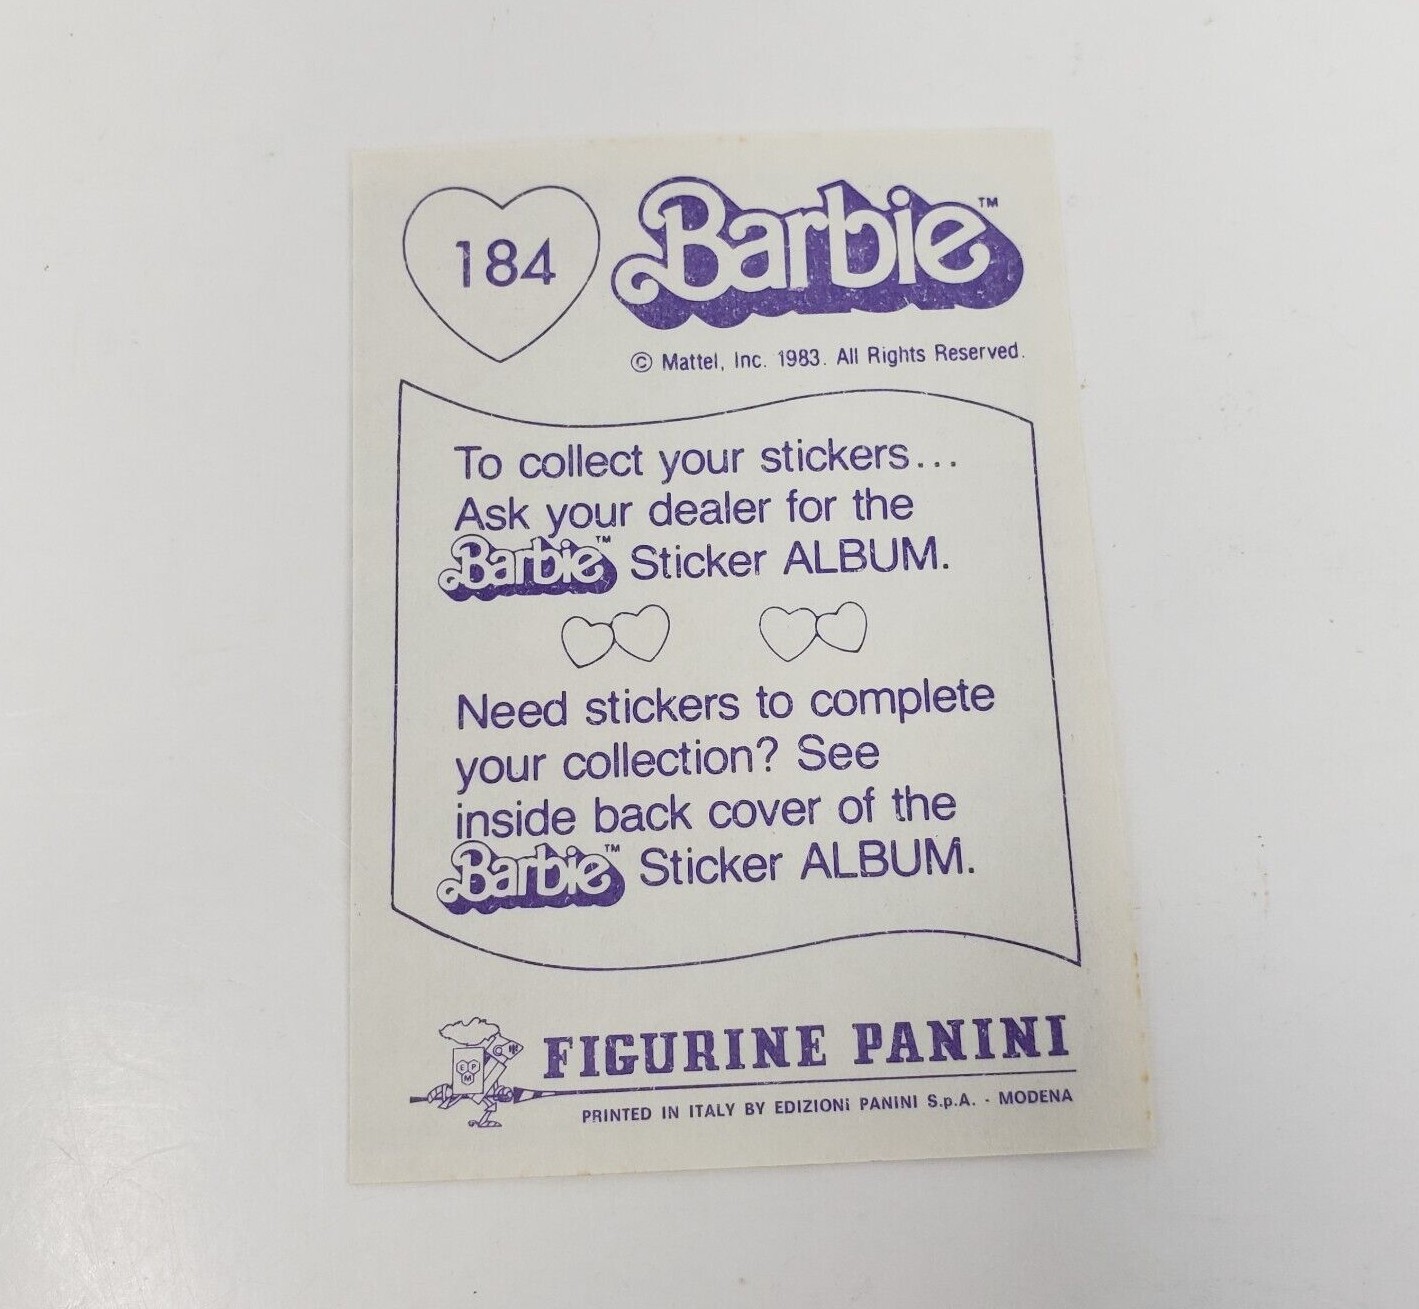 184
Barbie™
© Mattel, Inc. 1983. All Rights Reserved.
To collect your stickers...
Ask your dealer for the
Barbie™ Sticker ALBUM.
Need stickers to complete
your collection? See
inside back cover of the
Barbie™ Sticker ALBUM.
EPM
FIGURINE PANINI
PRINTED IN ITALY BY EDIZIONi PANINI S.p.A. - MODENA